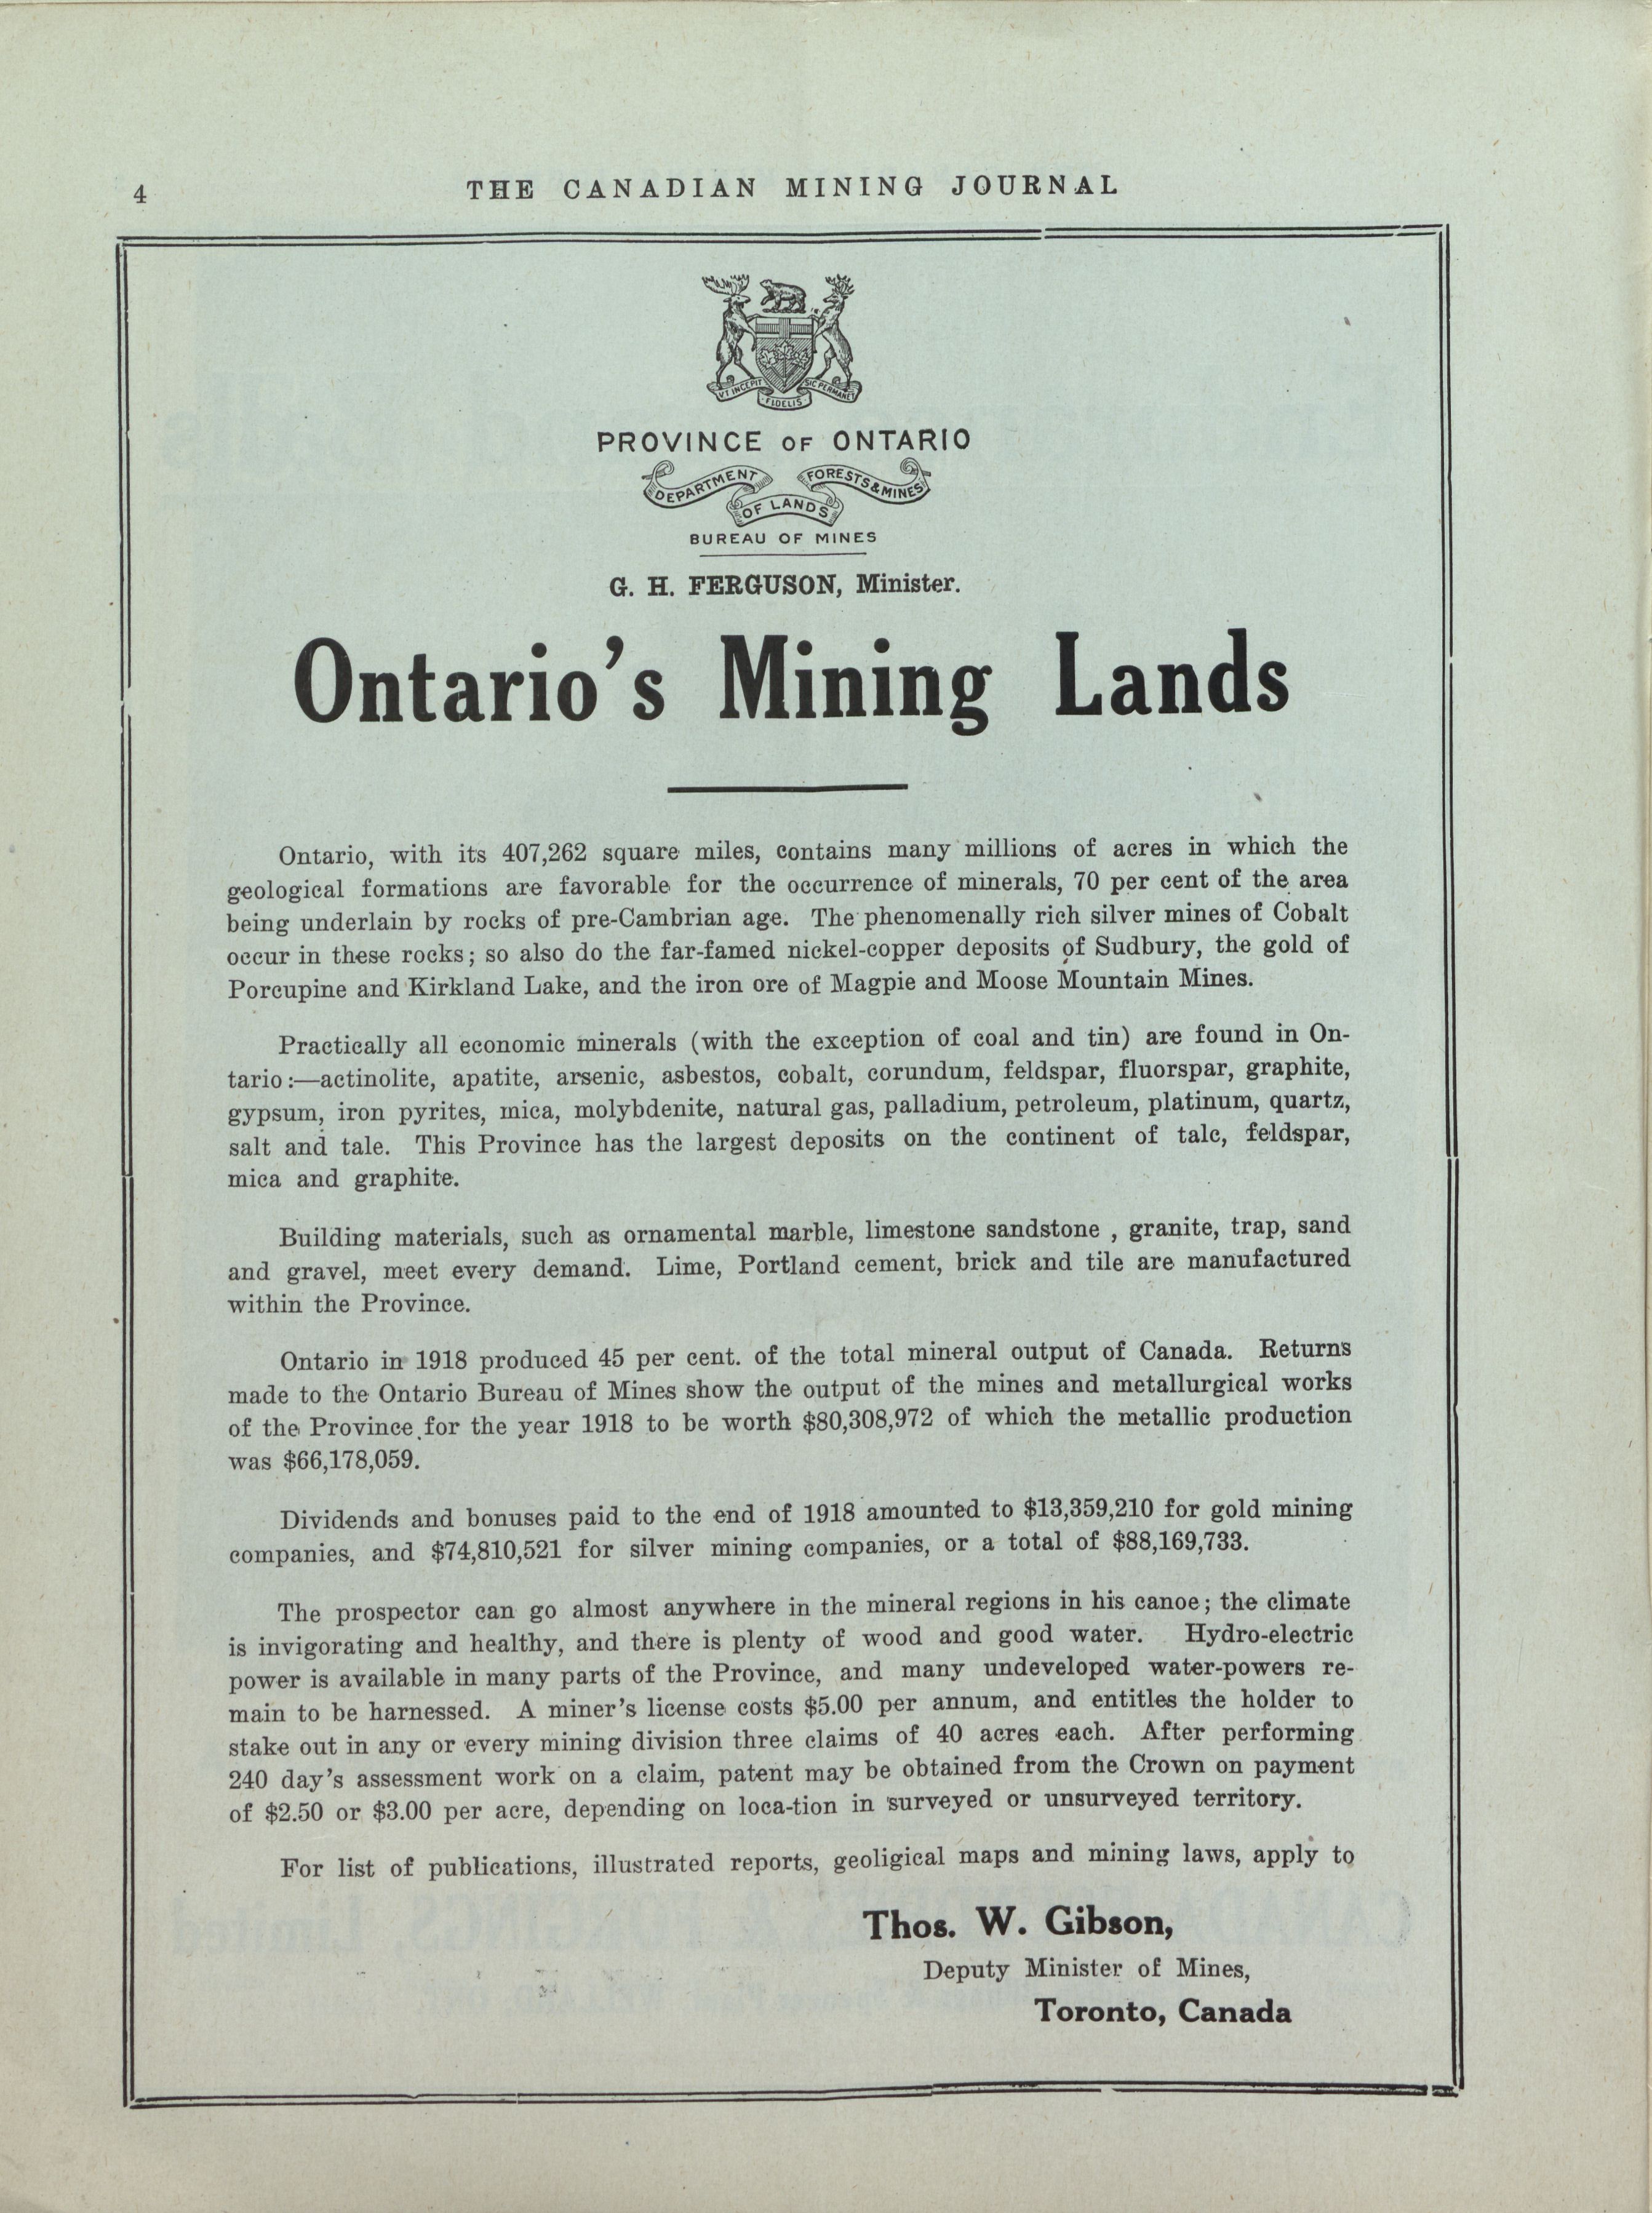 4
THE CANADIAN MINING JOURNAL
VT INCEPIT
FIDELIS
SIC PERMANET
PROVINCE OF ONTARIO
DEPARTMENT
OF LANDS
FORESTS & MINES
BUREAU OF MINES
G. H. FERGUSON, Minister.
Ontario's Mining Lands
Ontario, with its 407,262 square miles, contains many millions of acres in which the
geological formations are favorable for the occurrence of minerals, 70 per cent of the area
being underlain by rocks of pre-Cambrian age. The phenomenally rich silver mines of Cobalt
occur in these rocks; so also do the far-famed nickel-copper deposits of Sudbury, the gold of
Porcupine and Kirkland Lake, and the iron ore of Magpie and Moose Mountain Mines.
Practically all economic minerals (with the exception of coal and tin) are found in On-
tario:—actinolite, apatite, arsenic, asbestos, cobalt, corundum, feldspar, fluorspar, graphite,
gypsum, iron pyrites, mica, molybdenite, natural gas, palladium, petroleum, platinum, quartz,
salt and tale. This Province has the largest deposits on the continent of talc, feldspar,
mica and graphite.
Building materials, such as ornamental marble, limestone sandstone , granite, trap, sand
and gravel, meet every demand. Lime, Portland cement, brick and tile are manufactured
within the Province.
Ontario in 1918 produced 45 per cent. of the total mineral output of Canada. Returns
made to the Ontario Bureau of Mines show the output of the mines and metallurgical works
of the Province for the year 1918 to be worth $80,308,972 of which the metallic production
was $66,178,059.
Dividends and bonuses paid to the end of 1918 amounted to $13,359,210 for gold mining
companies, and $74,810,521 for silver mining companies, or a total of $88,169,733.
The prospector can go almost anywhere in the mineral regions in his canoe; the climate
is invigorating and healthy, and there is plenty of wood and good water. Hydro-electric
power is available in many parts of the Province, and many undeveloped water-powers re-
main to be harnessed. A miner's license costs $5.00 per annum, and entitles the holder to
stake out in any or every mining division three claims of 40 acres each. After performing
240 day's assessment work on a claim, patent may be obtained from the Crown on payment
of $2.50 or $3.00 per acre, depending on loca-tion in surveyed or unsurveyed territory.
For list of publications, illustrated reports, geoligical maps and mining laws, apply to
Thos. W. Gibson,
Deputy Minister of Mines,
Toronto, Canada